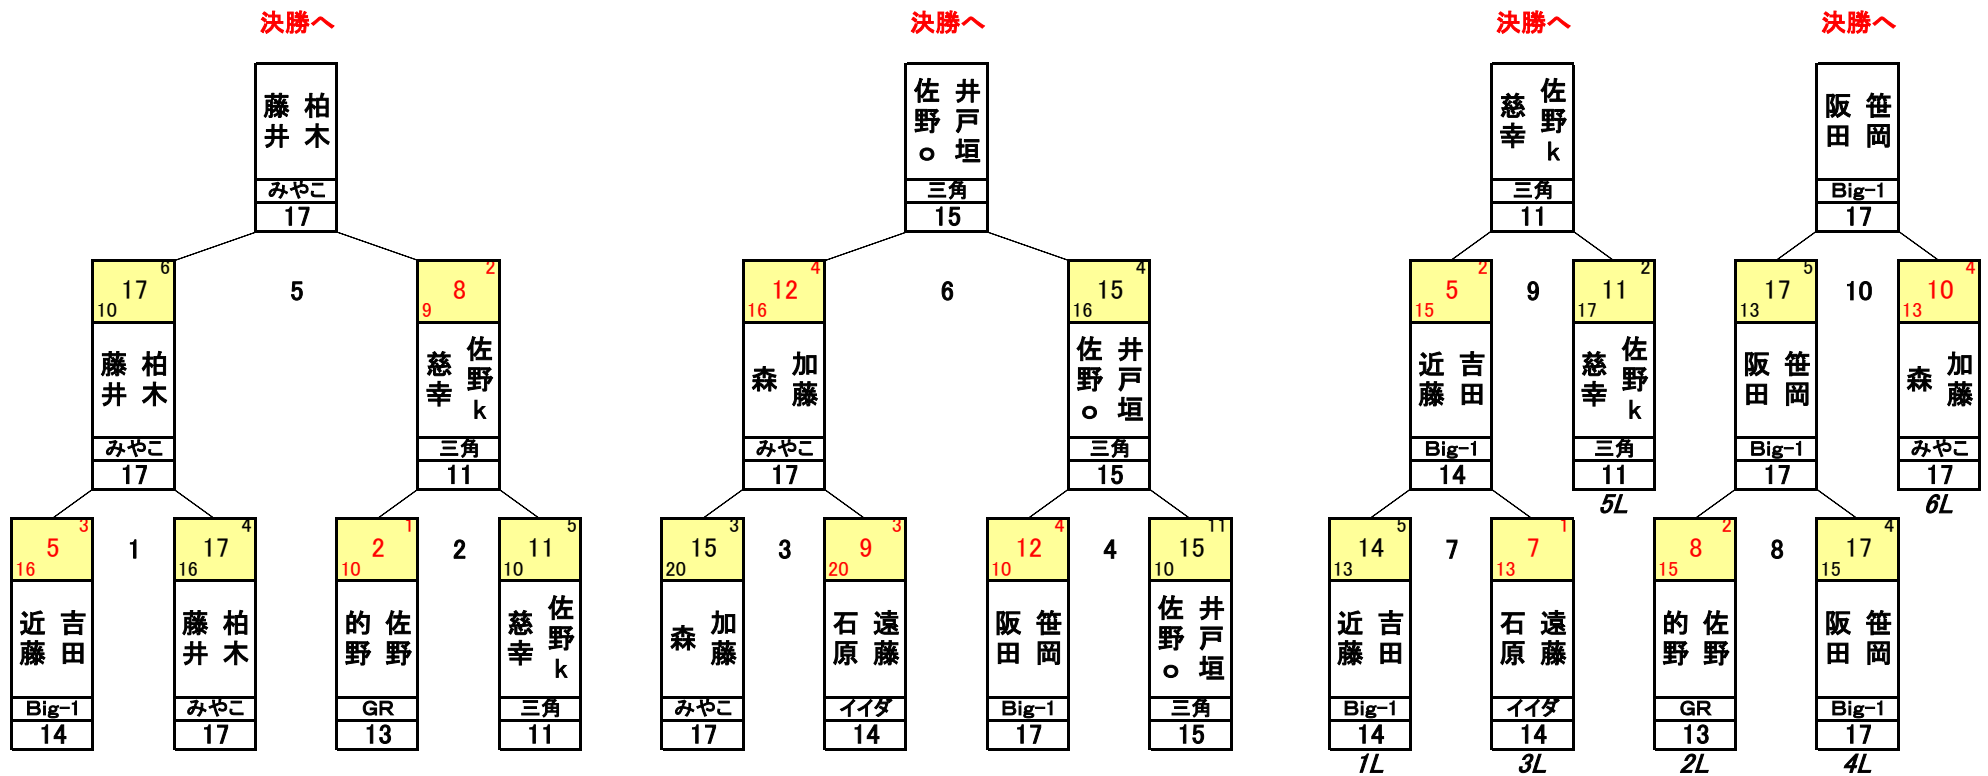 決勝へ 決勝へ 決勝へ 決勝へ
藤井 柏木 佐野o 井戸垣 慈幸 佐野k 阪田 笹岡
みやこ 三角 三角 Big-1
17 15 11 17
6 2 4 4 2 2 5 4
17 5 8 12 6 15 5 9 11 17 10 10
10 9 16 16 15 17 13 13
藤井 柏木 慈幸 佐野k 森 加藤 佐野o 井戸垣 近藤 吉田 慈幸 佐野k 阪田 笹岡 森 加藤
みやこ 三角 みやこ 三角 Big-1 三角 Big-1 みやこ
17 11 17 15 14 11 17 17
5L 6L
3 4 1 5 3 3 4 11 5 1 2 4
5 1 17 2 2 11 15 3 9 12 4 15 14 7 7 8 8 17
16 16 10 10 20 20 10 10 13 13 15 15
近藤 吉田 藤井 柏木 的野 佐野 慈幸 佐野k 森 加藤 石原 遠藤 阪田 笹岡 佐野o 井戸垣 近藤 吉田 石原 遠藤 的野 佐野 阪田 笹岡
Big-1 みやこ GR 三角 みやこ イイダ Big-1 三角 Big-1 イイダ GR Big-1
14 17 13 11 17 14 17 15 14 14 13 17
1L 3L 2L 4L